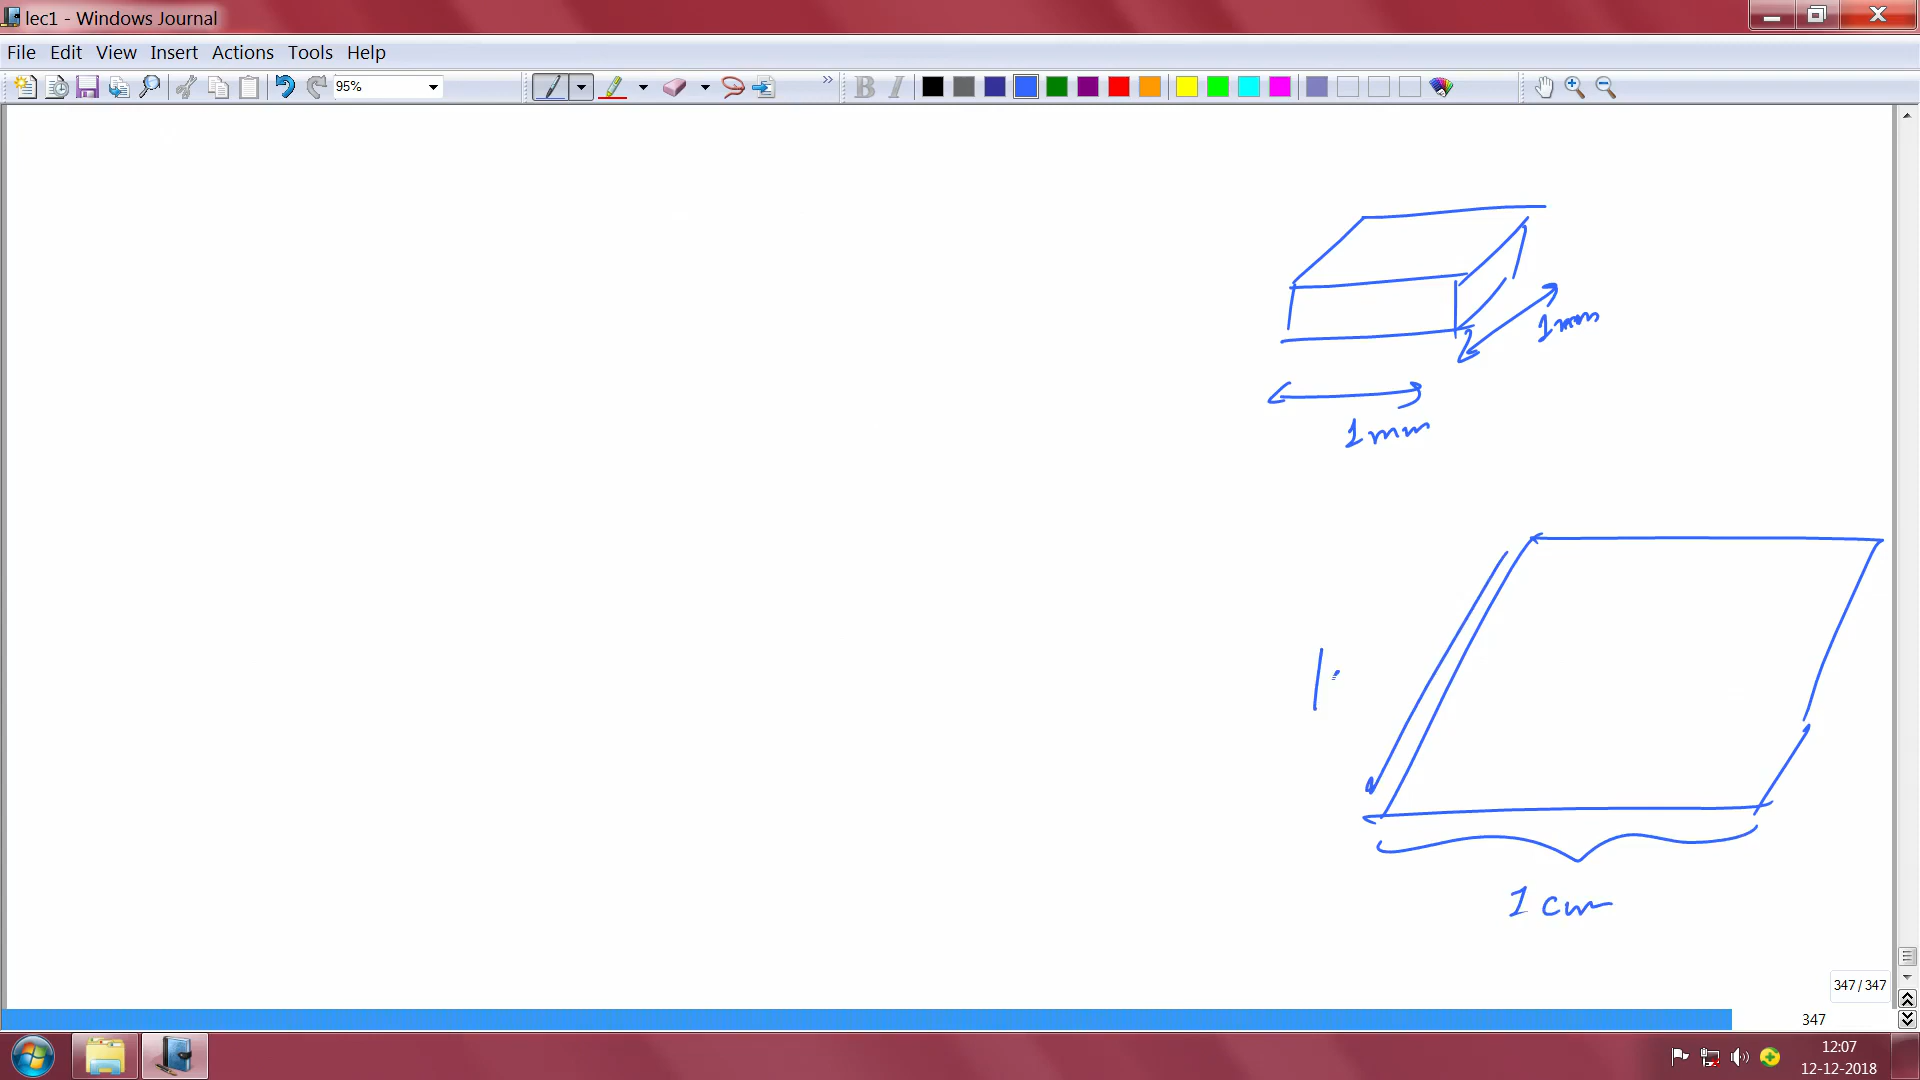 lec1 - Windows Journal
File Edit View Insert Actions Tools Help
95%
B I
1mm
1mm
1
1 cm
347 / 347
347
12:07
12-12-2018